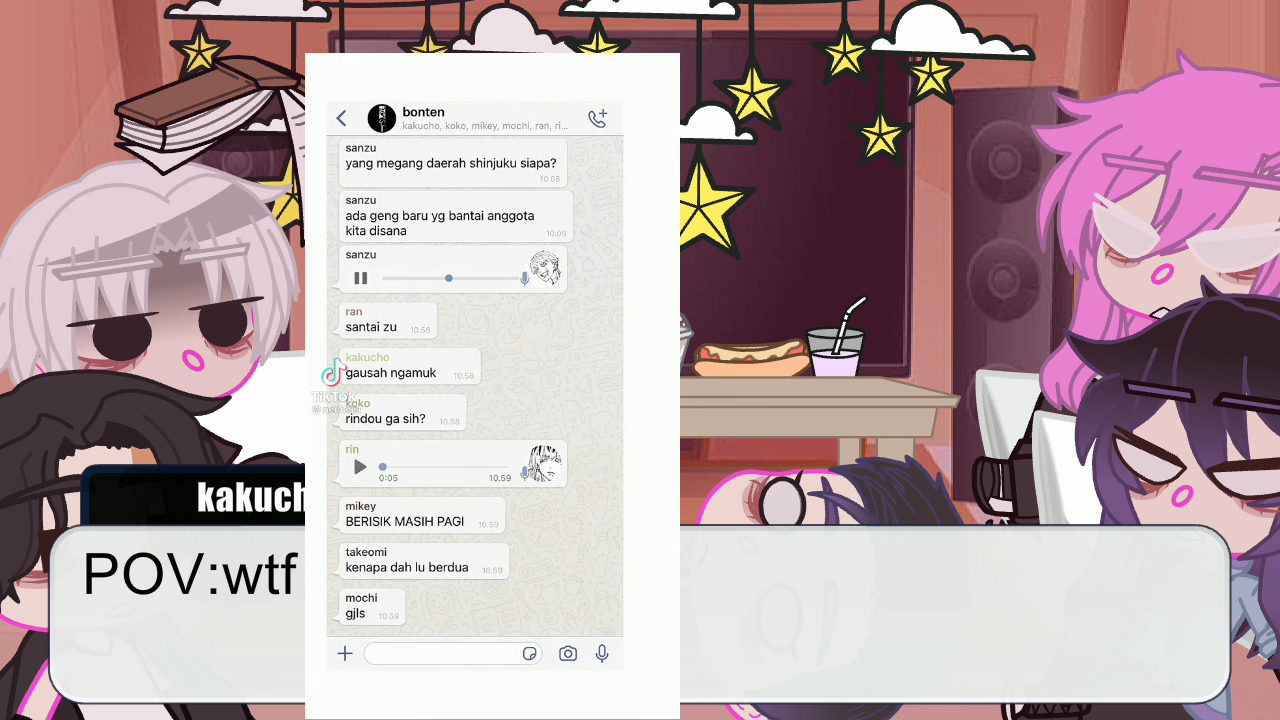 bonten
kakucho, koko, mikey, mochi, ran, ri...
sanzu
yang megang daerah shinjuku siapa?
10.08
sanzu
ada geng baru yg bantai anggota
kita disana
10.09
sanzu
ran
santai zu
10.58
kakucho
gausah ngamuk
10.58
TikTok
koko
rindou ga sih?
10.58
rin
0:05
10.59
mikey
BERISIK MASIH PAGI
10.59
takeomi
kenapa dah lu berdua
10.59
mochi
gjls
10.59
kakuch
POV:wtf